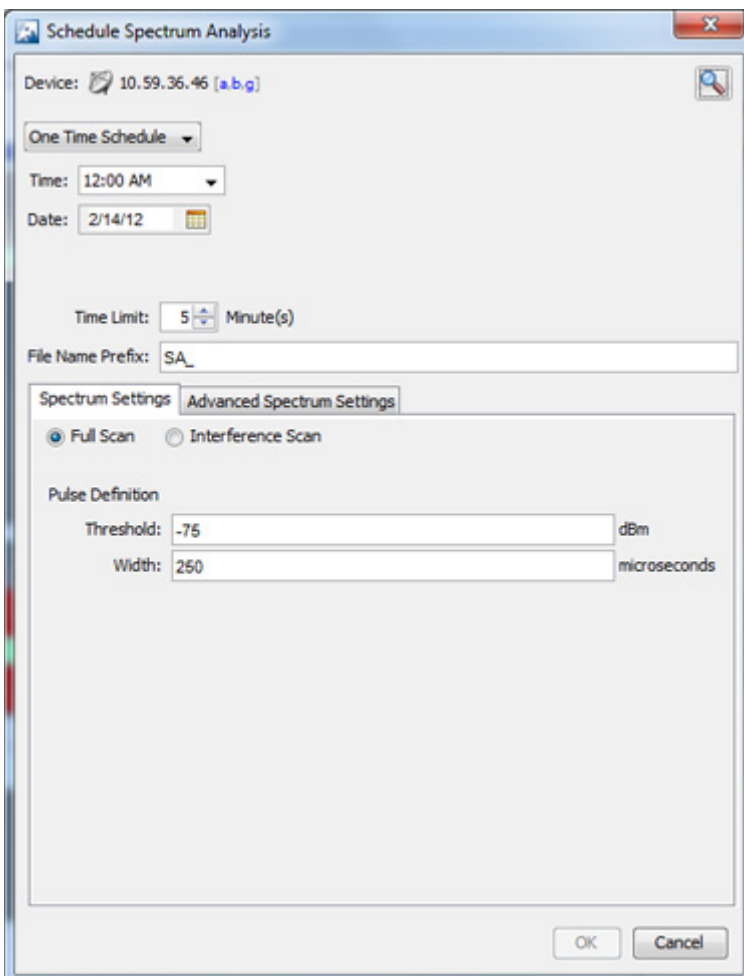 Schedule Spectrum Analysis
Device: 10.59.36.46 [a,b,g]
One Time Schedule
Time: 12:00 AM
Date: 2/14/12
Time Limit: 5 Minute(s)
File Name Prefix: SA_
Spectrum Settings Advanced Spectrum Settings
Full Scan Interference Scan
Pulse Definition
Threshold: -75 dBm
Width: 250 microseconds
OK Cancel